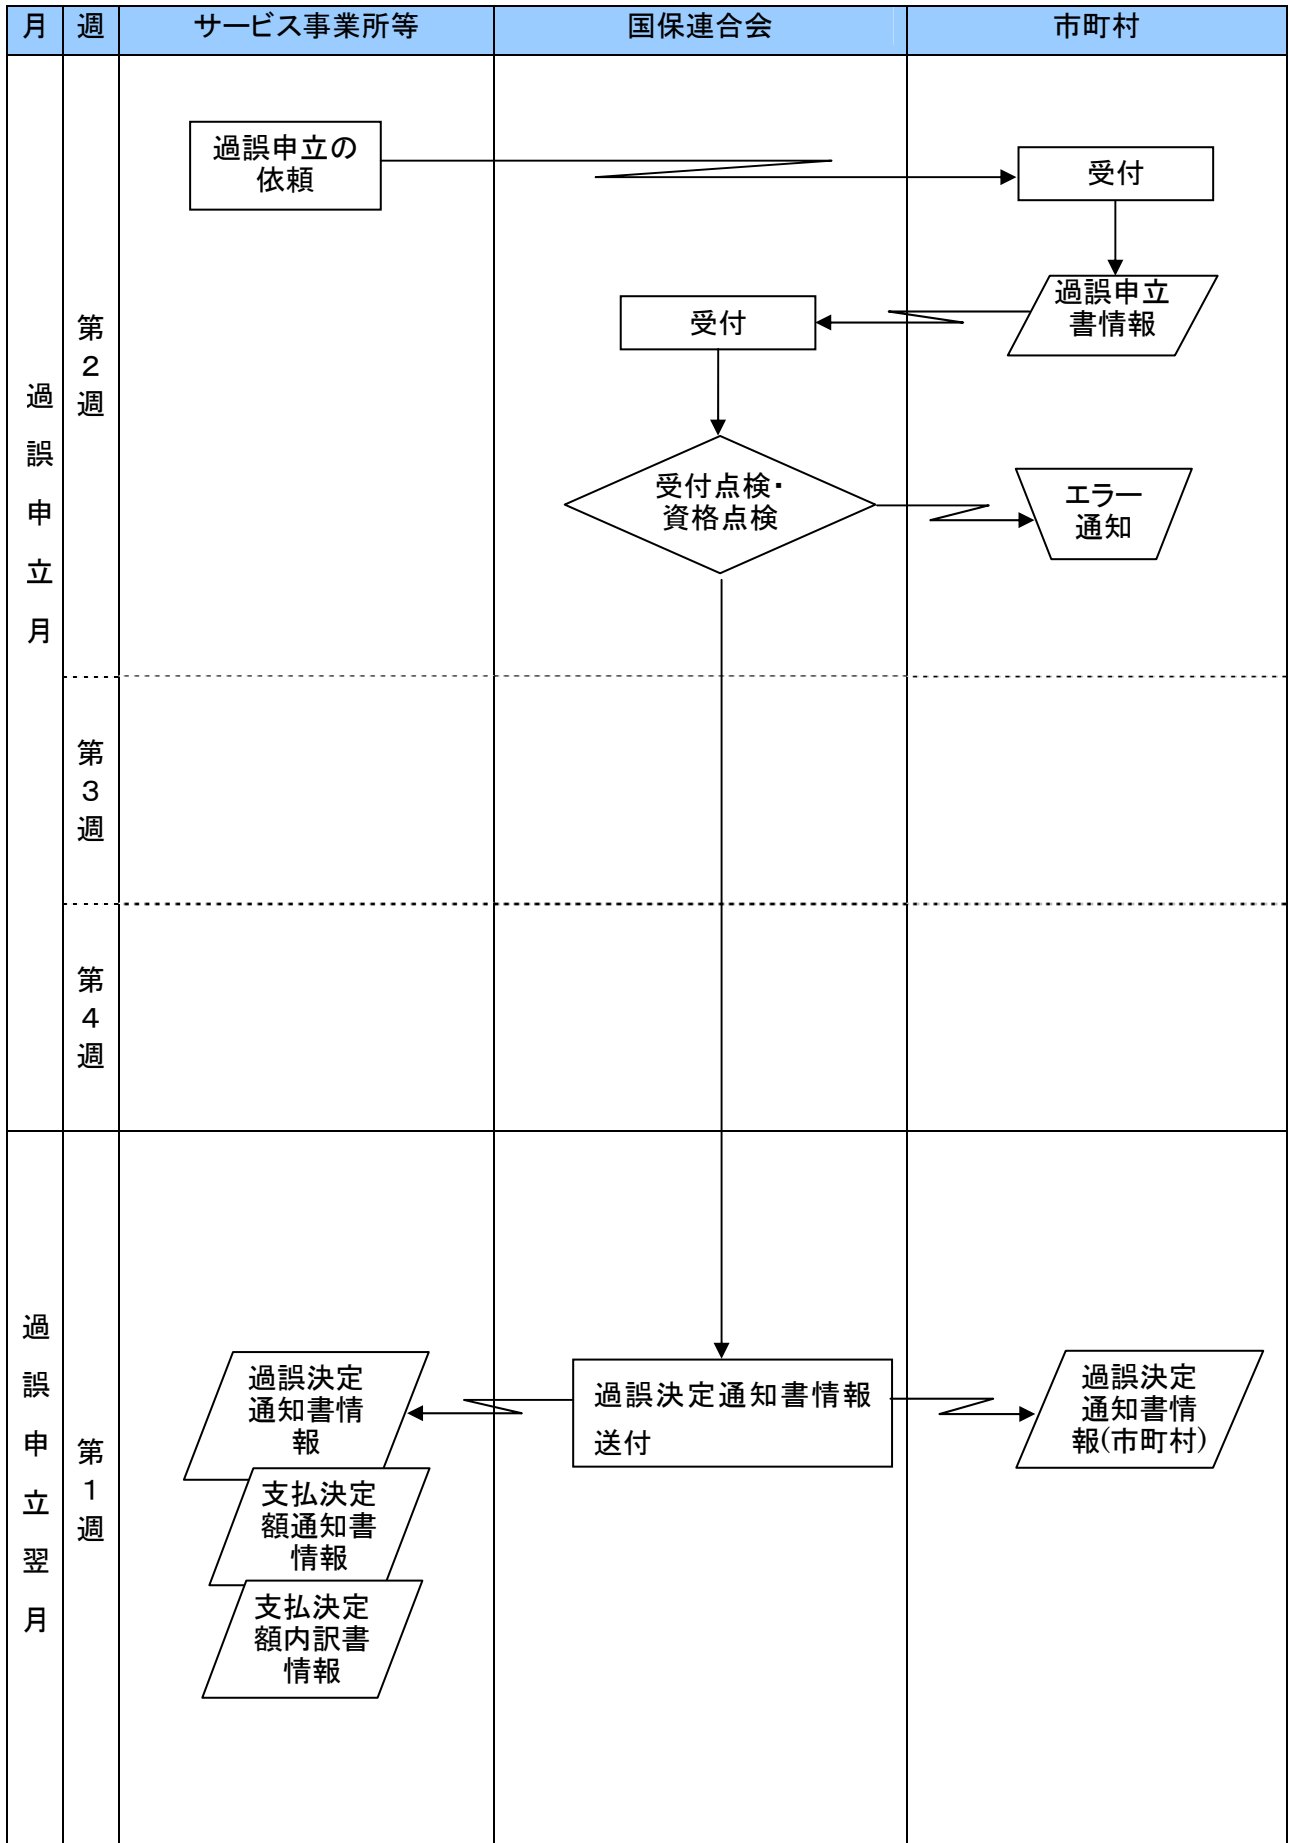 月 週 サービス事業所等 国保連合会 市町村
過誤申立月
第2週
過誤申立の
依頼
受付
過誤申立
書情報
受付
受付点検・
資格点検
エラー
通知
第3週
第4週
過誤申立翌月
第1週
過誤決定
通知書情
報
支払決定
額通知書
情報
支払決定
額内訳書
情報
過誤決定通知書情報
送付
過誤決定
通知書情
報(市町村)